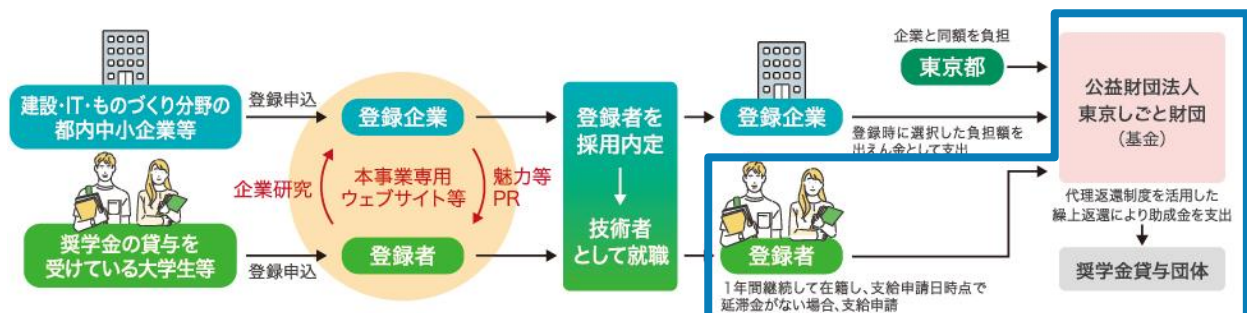 建設・IT・ものづくり分野の
都内中小企業等
奨学金の貸与を
受けている大学生等
登録申込
登録申込
登録企業
企業研究
本事業専用
ウェブサイト等
魅力等
PR
登録者
登録者を
採用内定
技術者
として就職
登録企業
企業と同額を負担
東京都
登録時に選択した負担額を
出えん金として支出
登録者
1年間継続して在籍し、支給申請日時点で
延滞金がない場合、支給申請
公益財団法人
東京しごと財団
(基金)
代理返還制度を活用した
繰上返還により助成金を支出
奨学金貸与団体